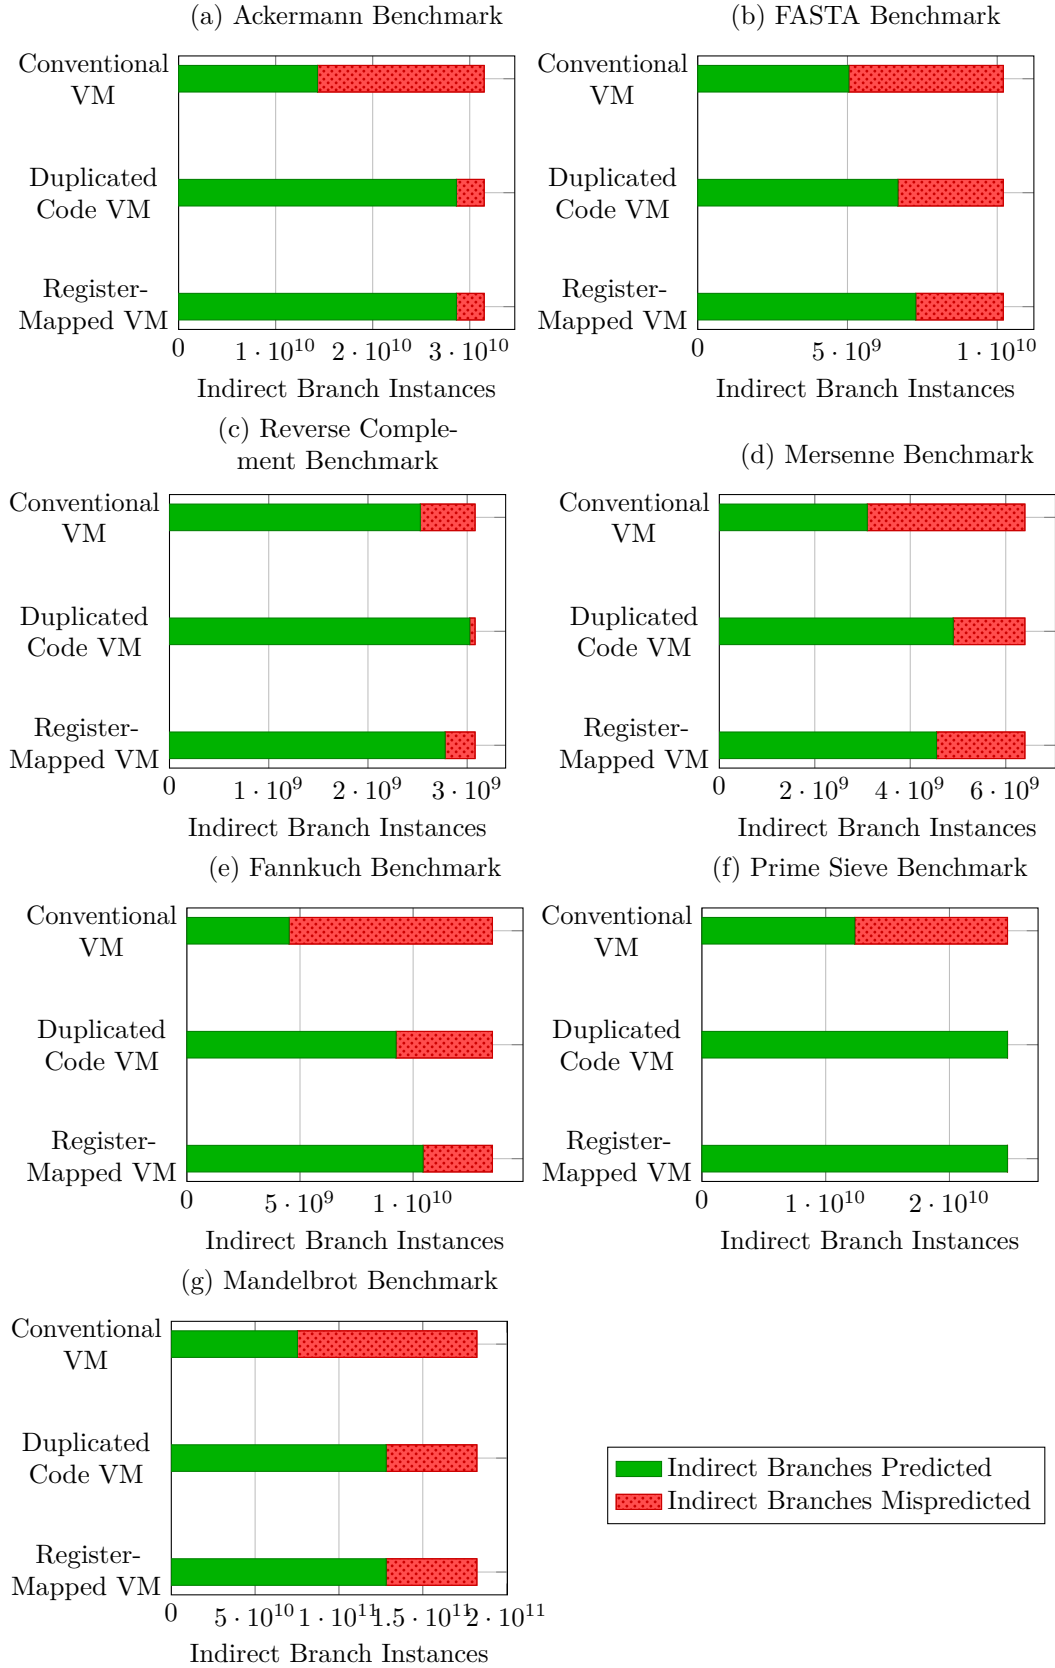 (a) Ackermann Benchmark
Conventional
VM
Duplicated
Code VM
Register-
Mapped VM
0 1 · 10^10 2 · 10^10 3 · 10^10
Indirect Branch Instances
(b) FASTA Benchmark
Conventional
VM
Duplicated
Code VM
Register-
Mapped VM
0 5 · 10^9 1 · 10^10
Indirect Branch Instances
(c) Reverse Comple-
ment Benchmark
Conventional
VM
Duplicated
Code VM
Register-
Mapped VM
0 1 · 10^9 2 · 10^9 3 · 10^9
Indirect Branch Instances
(d) Mersenne Benchmark
Conventional
VM
Duplicated
Code VM
Register-
Mapped VM
0 2 · 10^9 4 · 10^9 6 · 10^9
Indirect Branch Instances
(e) Fannkuch Benchmark
Conventional
VM
Duplicated
Code VM
Register-
Mapped VM
0 5 · 10^9 1 · 10^10
Indirect Branch Instances
(f) Prime Sieve Benchmark
Conventional
VM
Duplicated
Code VM
Register-
Mapped VM
0 1 · 10^10 2 · 10^10
Indirect Branch Instances
(g) Mandelbrot Benchmark
Conventional
VM
Duplicated
Code VM
Register-
Mapped VM
0 5 · 10^10 1 · 10^11 1.5 · 10^11 2 · 10^11
Indirect Branch Instances
Indirect Branches Predicted
Indirect Branches Mispredicted